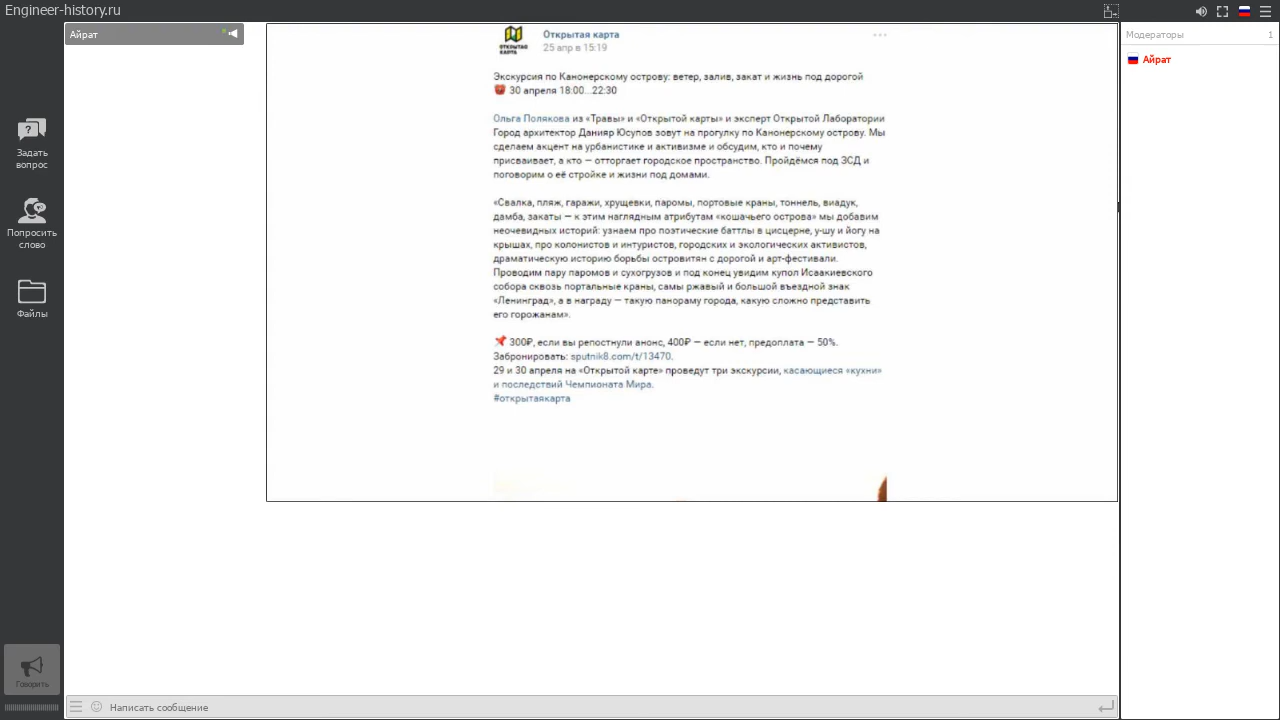 Engineer-history.ru
Айрат
Модераторы 1
Айрат
Задать
вопрос
Попросить
слово
Файлы
Говорить
ОТКРЫТАЯ
КАРТА
Открытая карта
25 апр в 15:19
Экскурсия по Канонерскому острову: ветер, залив, закат и жизнь под дорогой
30 апреля 18:00...22:30
Ольга Полякова из «Травы» и «Открытой карты» и эксперт Открытой Лаборатории
Город архитектор Данияр Юсупов зовут на прогулку по Канонерскому острову. Мы
сделаем акцент на урбанистике и активизме и обсудим, кто и почему
присваивает, а кто — отторгает городское пространство. Пройдёмся под ЗСД и
поговорим о её стройке и жизни под домами.
«Свалка, пляж, гаражи, хрущевки, паромы, портовые краны, тоннель, виадук,
дамба, закаты — к этим наглядным атрибутам «кошачьего острова» мы добавим
неочевидных историй: узнаем про поэтические баттлы в цисцерне, у-шу и йогу на
крышах, про колонистов и интуристов, городских и экологических активистов,
драматическую историю борьбы островитян с дорогой и арт-фестивали.
Проводим пару паромов и сухогрузов и под конец увидим купол Исаакиевского
собора сквозь портальные краны, самы ржавый и большой въездной знак
«Ленинград», а в награду — такую панораму города, какую сложно представить
его горожанам».
300₽, если вы репостнули анонс, 400₽ — если нет, предоплата — 50%.
Забронировать: sputnik8.com/t/13470.
29 и 30 апреля на «Открытой карте» проведут три экскурсии, касающиеся «кухни»
и последствий Чемпионата Мира.
#открытаякарта
Написать сообщение